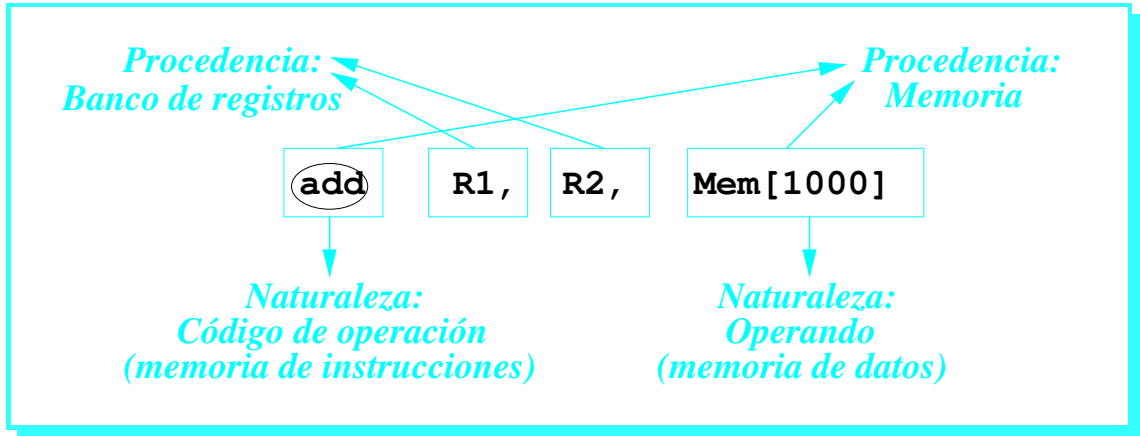 Procedencia:
Banco de registros
Procedencia:
Memoria
add R1, R2, Mem[1000]
Naturaleza:
Código de operación
(memoria de instrucciones)
Naturaleza:
Operando
(memoria de datos)